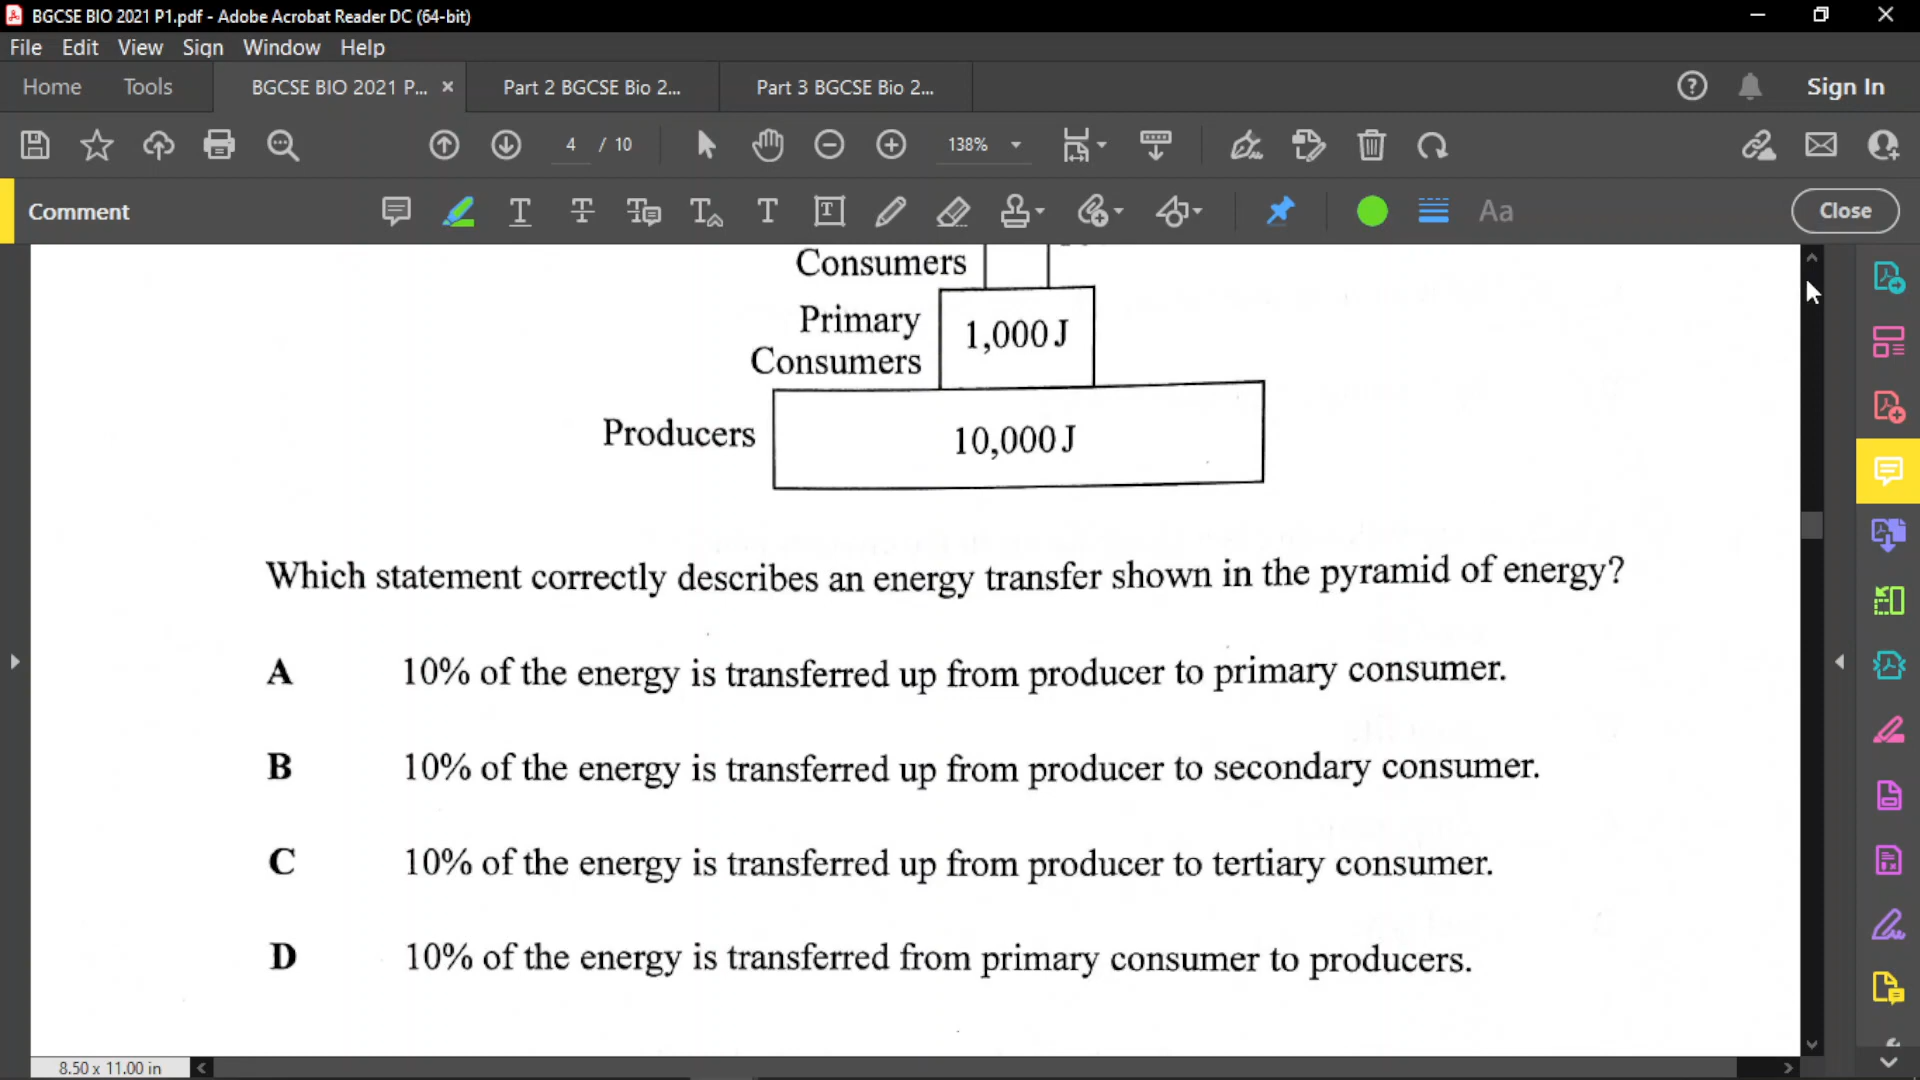 BGCSE BIO 2021 P1.pdf - Adobe Acrobat Reader DC (64-bit)
File Edit View Sign Window Help
Home Tools BGCSE BIO 2021 P... × Part 2 BGCSE Bio 2... Part 3 BGCSE Bio 2... Sign In
4 / 10 138%
Comment Aa Close
Consumers
Primary
Consumers
1,000 J
Producers
10,000 J
Which statement correctly describes an energy transfer shown in the pyramid of energy?
A 10% of the energy is transferred up from producer to primary consumer.
B 10% of the energy is transferred up from producer to secondary consumer.
C 10% of the energy is transferred up from producer to tertiary consumer.
D 10% of the energy is transferred from primary consumer to producers.
8.50 x 11.00 in